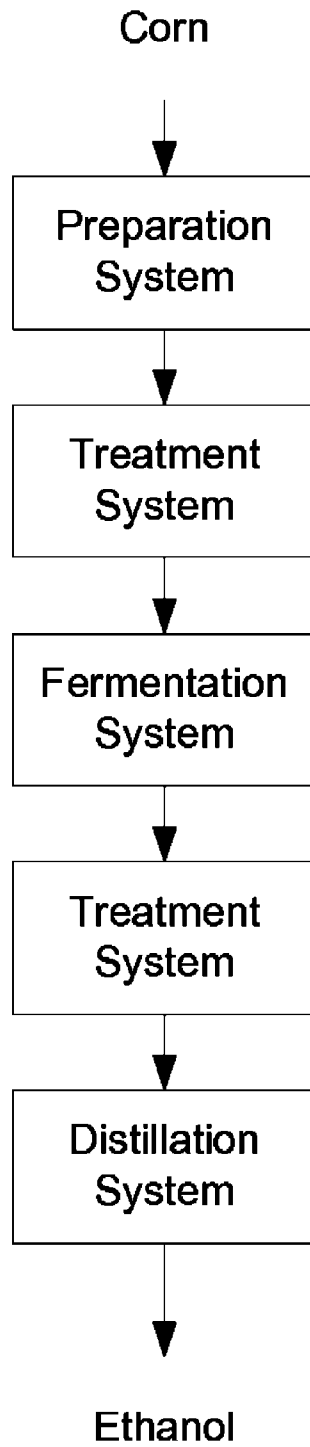 Corn
Preparation
System
Treatment
System
Fermentation
System
Treatment
System
Distillation
System
Ethanol